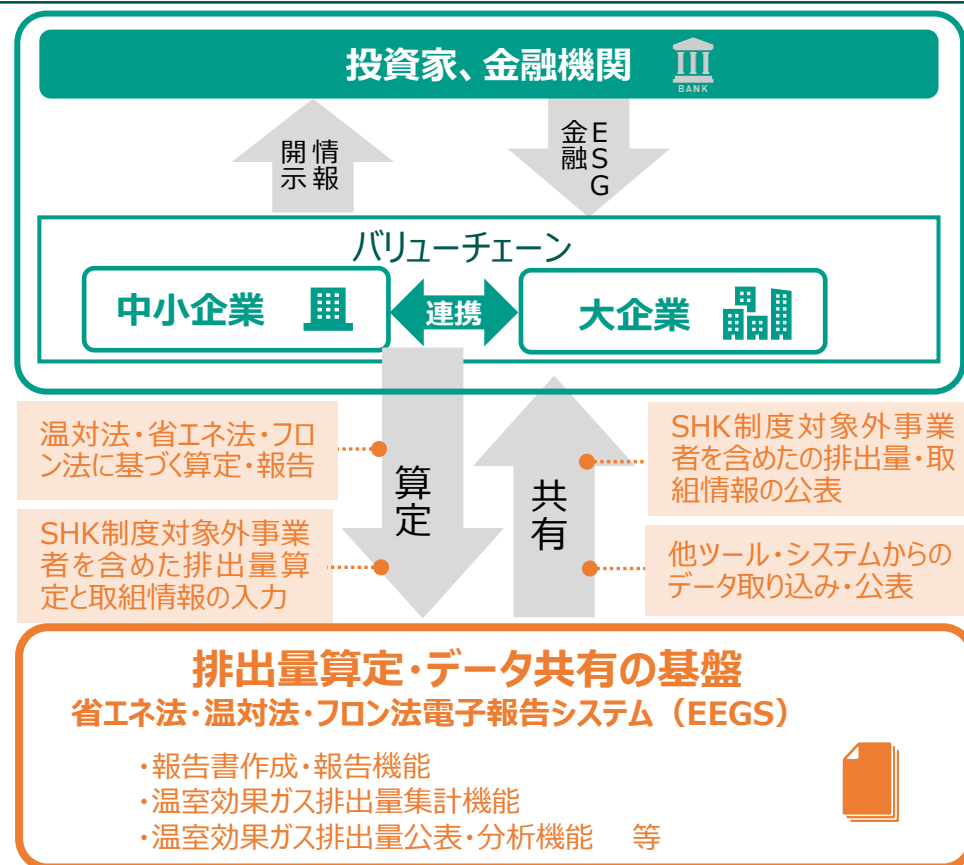 投資家、金融機関
BANK
情報
開示
ESG
金融
バリューチェーン
中小企業
連携
大企業
温対法・省エネ法・フロ
ン法に基づく算定・報告
SHK制度対象外事業
者を含めた排出量算
定と取組情報の入力
算定
共有
SHK制度対象外事業
者を含めたの排出量・取
組情報の公表
他ツール・システムからの
データ取り込み・公表
排出量算定・データ共有の基盤
省エネ法・温対法・フロン法電子報告システム（EEGS）
・報告書作成・報告機能
・温室効果ガス排出量集計機能
・温室効果ガス排出量公表・分析機能　等